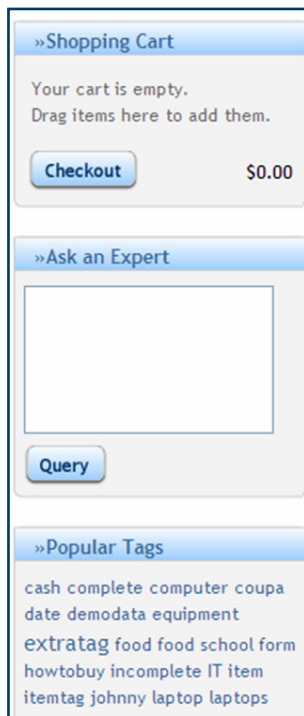 »Shopping Cart
Your cart is empty.
Drag items here to add them.
Checkout $0.00
»Ask an Expert
Query
»Popular Tags
cash complete computer coupa
date demodata equipment
extratag food food school form
howtobuy incomplete IT item
itemtag johnny laptop laptops